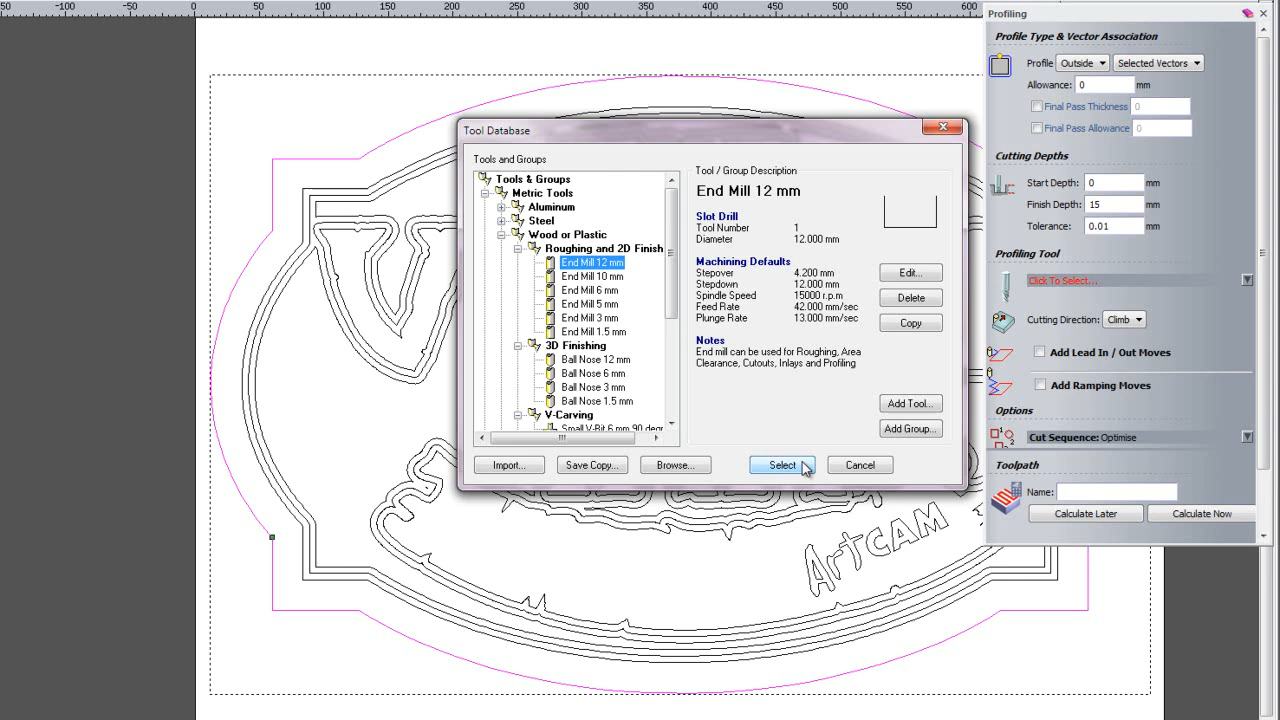 50 -100 -50 0 50 100 150 200 250 300 350 400 450 500 550 600
Profiling
Profile Type & Vector Association
Profile Outside Selected Vectors
Allowance: 0 mm
Final Pass Thickness 0
Final Pass Allowance 0
Cutting Depths
Start Depth: 0 mm
Finish Depth: 15 mm
Tolerance: 0.01 mm
Profiling Tool
Click To Select...
Cutting Direction: Climb
Add Lead In / Out Moves
Add Ramping Moves
Options
Cut Sequence: Optimise
Toolpath
Name:
Calculate Later Calculate Now
Tool Database
Tools and Groups
Tools & Groups
Metric Tools
Aluminum
Steel
Wood or Plastic
Roughing and 2D Finish
End Mill 12 mm
End Mill 10 mm
End Mill 6 mm
End Mill 5 mm
End Mill 3 mm
End Mill 1.5 mm
3D Finishing
Ball Nose 12 mm
Ball Nose 6 mm
Ball Nose 3 mm
Ball Nose 1.5 mm
V-Carving
Small V-Bit 6 mm 90 degr
Tool / Group Description
End Mill 12 mm
Slot Drill
Tool Number 1
Diameter 12.000 mm
Machining Defaults
Stepover 4.200 mm
Stepdown 12.000 mm
Spindle Speed 15000 r.p.m
Feed Rate 42.000 mm/sec
Plunge Rate 13.000 mm/sec
Notes
End mill can be used for Roughing, Area
Clearance, Cutouts, Inlays and Profiling
Edit...
Delete
Copy
Add Tool...
Add Group...
Import... Save Copy... Browse... Select Cancel
ArtCAM